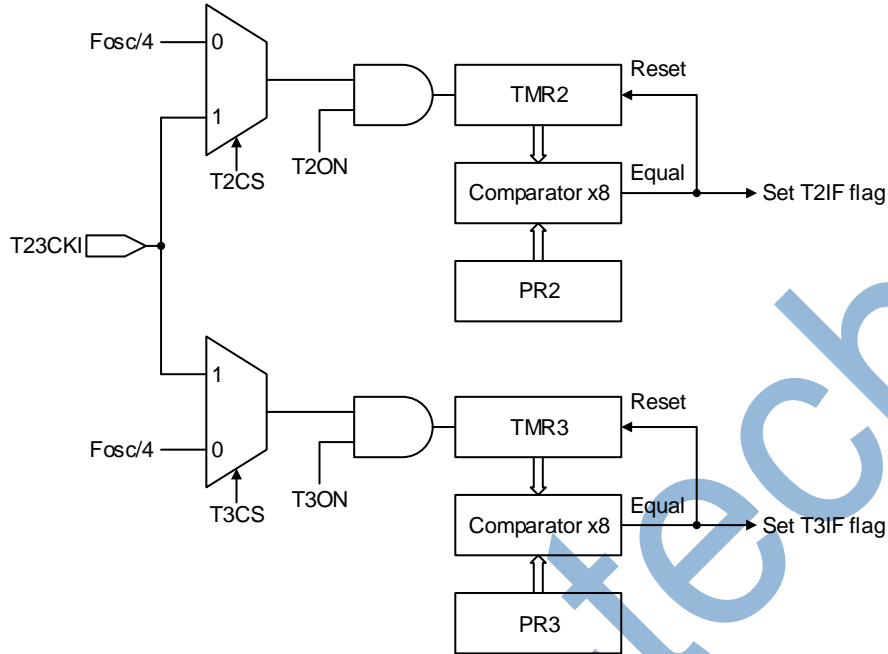 Fosc/4
0
1
T2CS
T2ON
TMR2
Reset
Comparator x8
Equal
Set T2IF flag
PR2
T23CKI
1
Fosc/4
0
T3CS
T3ON
TMR3
Reset
Comparator x8
Equal
Set T3IF flag
PR3
tech